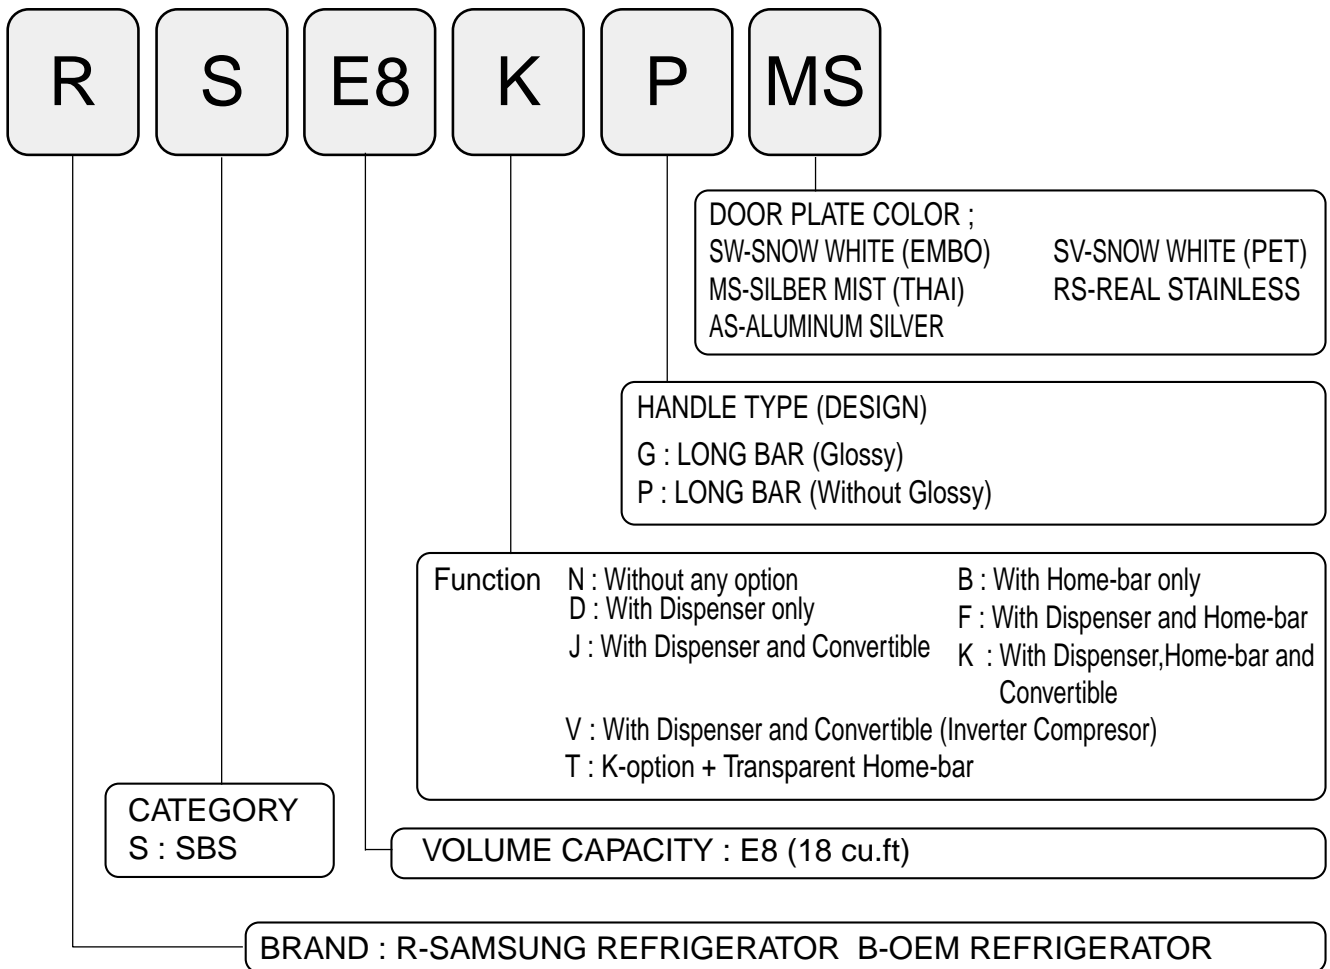 R S E8 K P MS
DOOR PLATE COLOR ;
SW-SNOW WHITE (EMBO) SV-SNOW WHITE (PET)
MS-SILBER MIST (THAI) RS-REAL STAINLESS
AS-ALUMINUM SILVER
HANDLE TYPE (DESIGN)
G : LONG BAR (Glossy)
P : LONG BAR (Without Glossy)
Function N : Without any option B : With Home-bar only
D : With Dispenser only F : With Dispenser and Home-bar
J : With Dispenser and Convertible K : With Dispenser,Home-bar and
Convertible
V : With Dispenser and Convertible (Inverter Compresor)
T : K-option + Transparent Home-bar
CATEGORY
S : SBS
VOLUME CAPACITY : E8 (18 cu.ft)
BRAND : R-SAMSUNG REFRIGERATOR B-OEM REFRIGERATOR